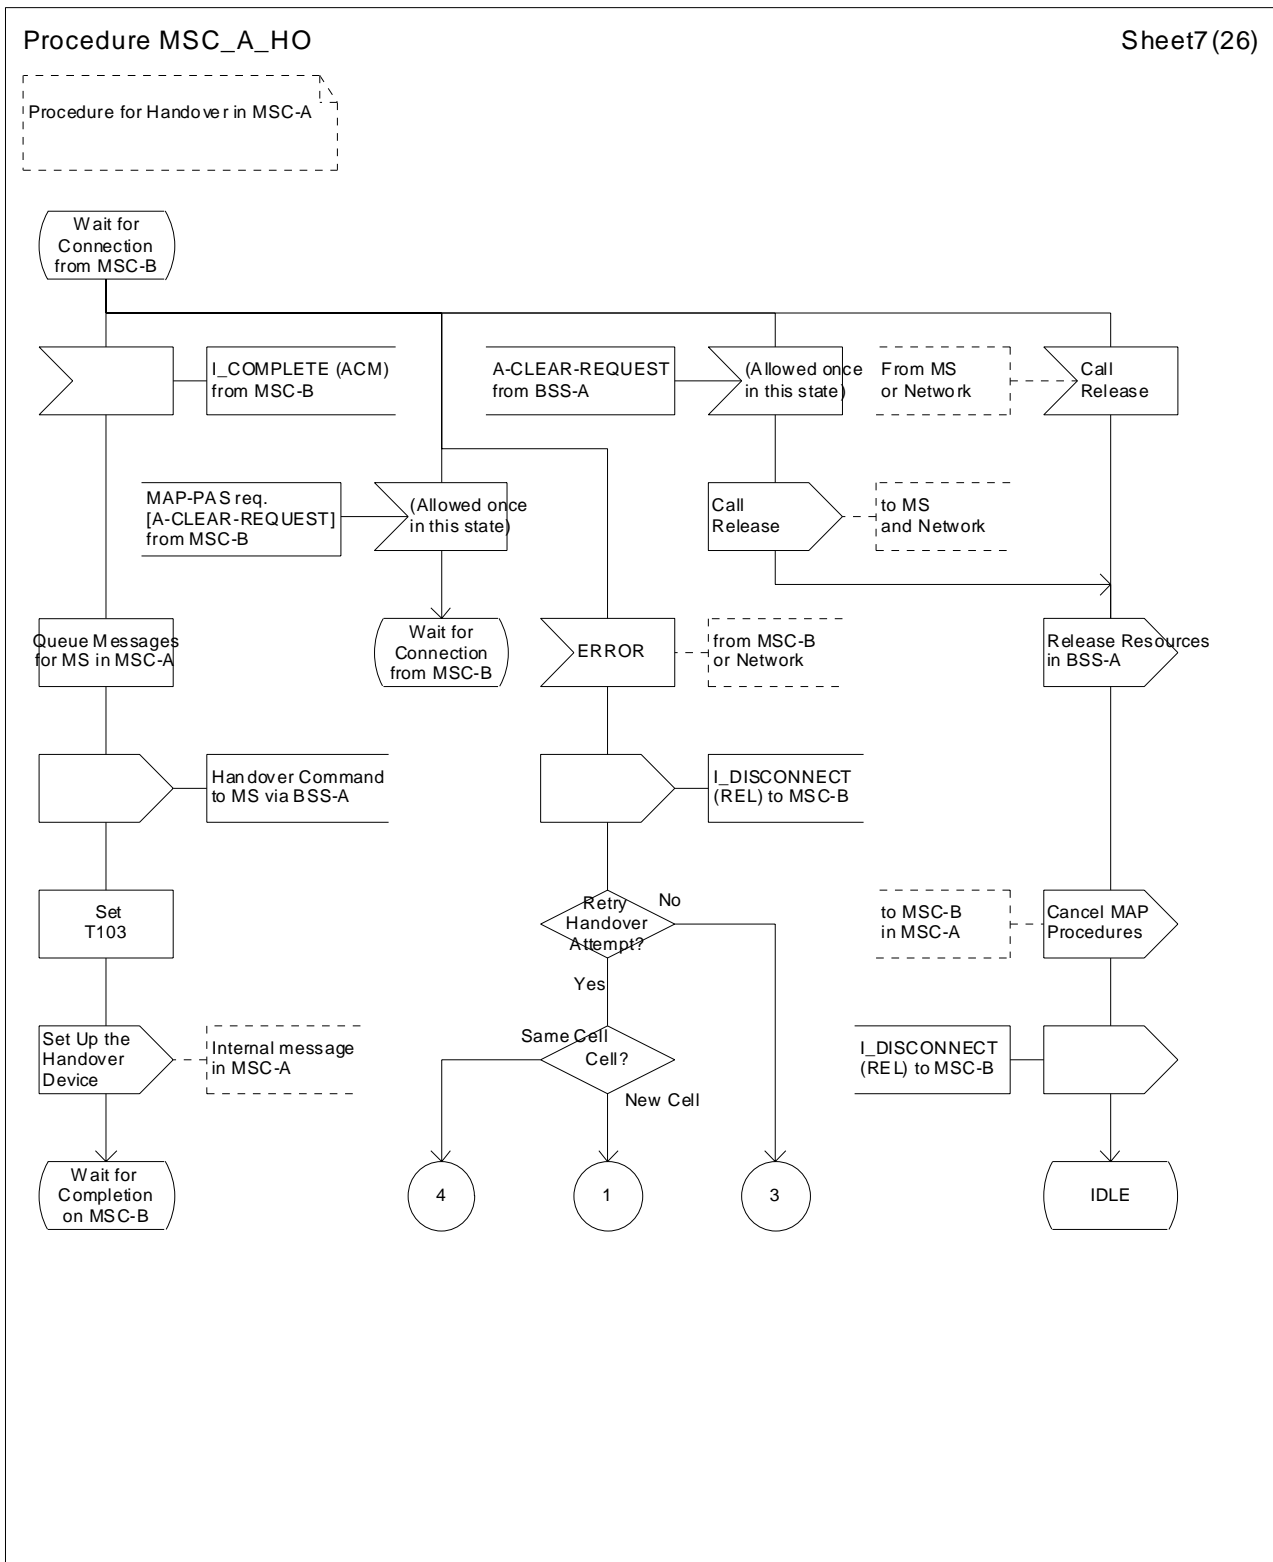 Procedure MSC_A_HO
Sheet7(26)
Procedure for Handover in MSC-A
Wait for
Connection
from MSC-B
I_COMPLETE (ACM)
from MSC-B
A-CLEAR-REQUEST
from BSS-A
(Allowed once
in this state)
From MS
or Network
Call
Release
MAP-PAS req.
[A-CLEAR-REQUEST]
from MSC-B
(Allowed once
in this state)
Call
Release
to MS
and Network
Queue Messages
for MS in MSC-A
Wait for
Connection
from MSC-B
ERROR
from MSC-B
or Network
Release Resources
in BSS-A
Handover Command
to MS via BSS-A
I_DISCONNECT
(REL) to MSC-B
Set
T103
Retry
Handover
Attempt?
No
Yes
to MSC-B
in MSC-A
Cancel MAP
Procedures
Set Up the
Handover
Device
Internal message
in MSC-A
Same Cell
Cell?
New Cell
I_DISCONNECT
(REL) to MSC-B
Wait for
Completion
on MSC-B
4
1
3
IDLE